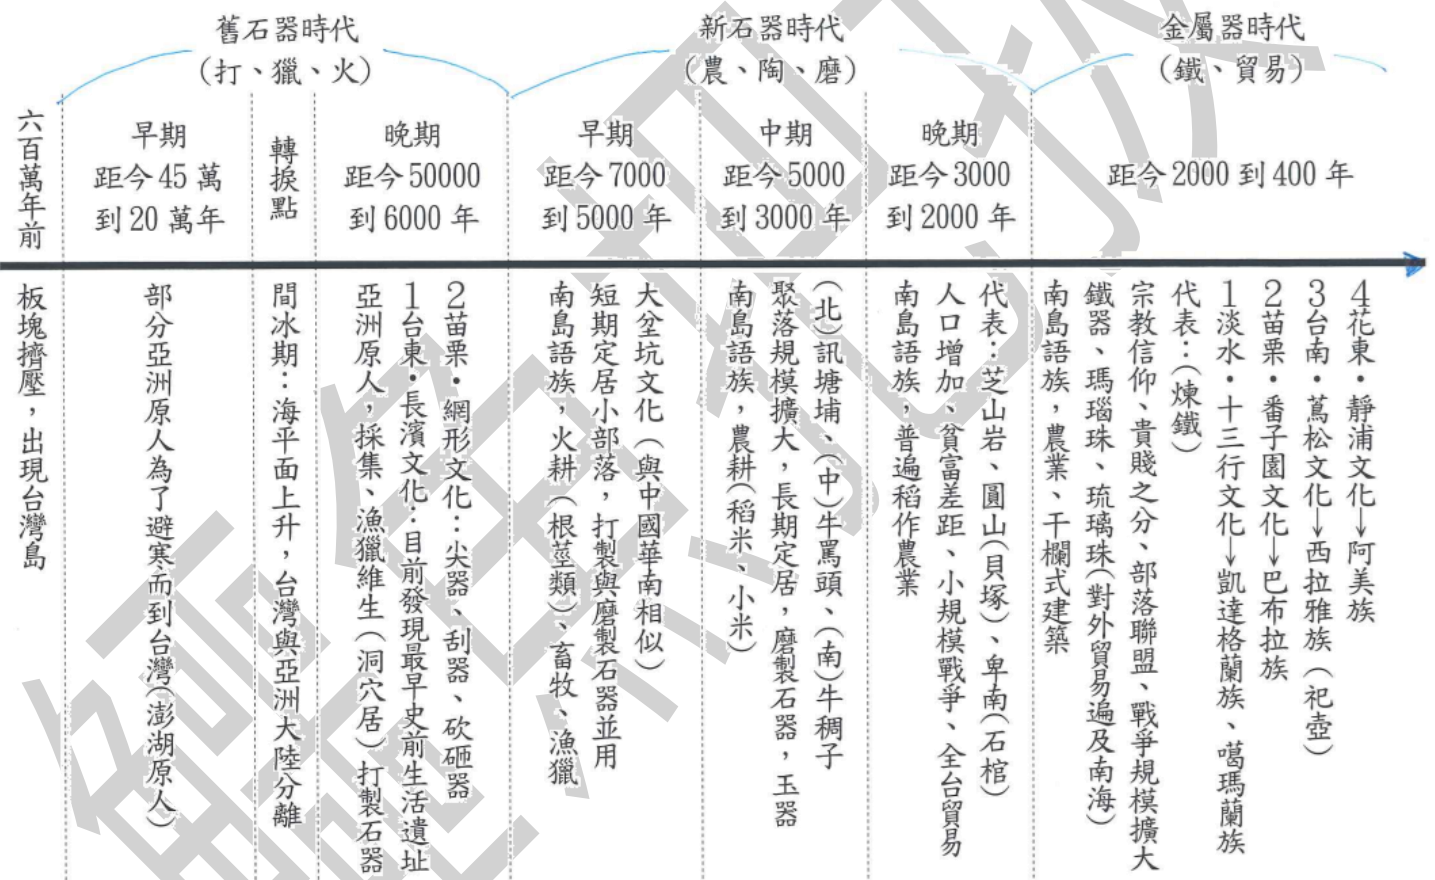 舊石器時代
(打、獵、火)
新石器時代
(農、陶、磨)
金屬器時代
(鐵、貿易)
六百萬年前
早期
距今45萬
到20萬年
轉捩點
晚期
距今50000
到6000年
早期
距今7000
到5000年
中期
距今5000
到3000年
晚期
距今3000
到2000年
距今2000到400年
板塊擠壓，出現台灣島
部分亞洲原人為了避寒而到台灣(澎湖原人)
間冰期：海平面上升，台灣與亞洲大陸分離
2苗栗・網形文化：尖器、刮器、砍砸器
1台東・長濱文化：目前發現最早史前生活遺址
亞洲原人，採集、漁獵維生(洞穴居)打製石器
大坌坑文化(與中國華南相似)
短期定居小部落，打製與磨製石器並用
南島語族，火耕(根莖類)、畜牧、漁獵
(北)訊塘埔、(中)牛罵頭、(南)牛稠子
聚落規模擴大，長期定居，磨製石器，玉器
南島語族，農耕(稻米、小米)
代表：芝山岩、圓山(貝塚)、卑南(石棺)
人口增加、貧富差距、小規模戰爭、全台貿易
南島語族，普遍稻作農業
4花東・靜浦文化→阿美族
3台南・蔦松文化→西拉雅族(祀壺)
2苗栗・番子園文化→巴布拉族
1淡水・十三行文化→凱達格蘭族、噶瑪蘭族
代表：(煉鐵)
宗教信仰、貴賤之分、部落聯盟、戰爭規模擴大
鐵器、瑪瑙珠、琉璃珠(對外貿易遍及南海)
南島語族，農業、干欄式建築